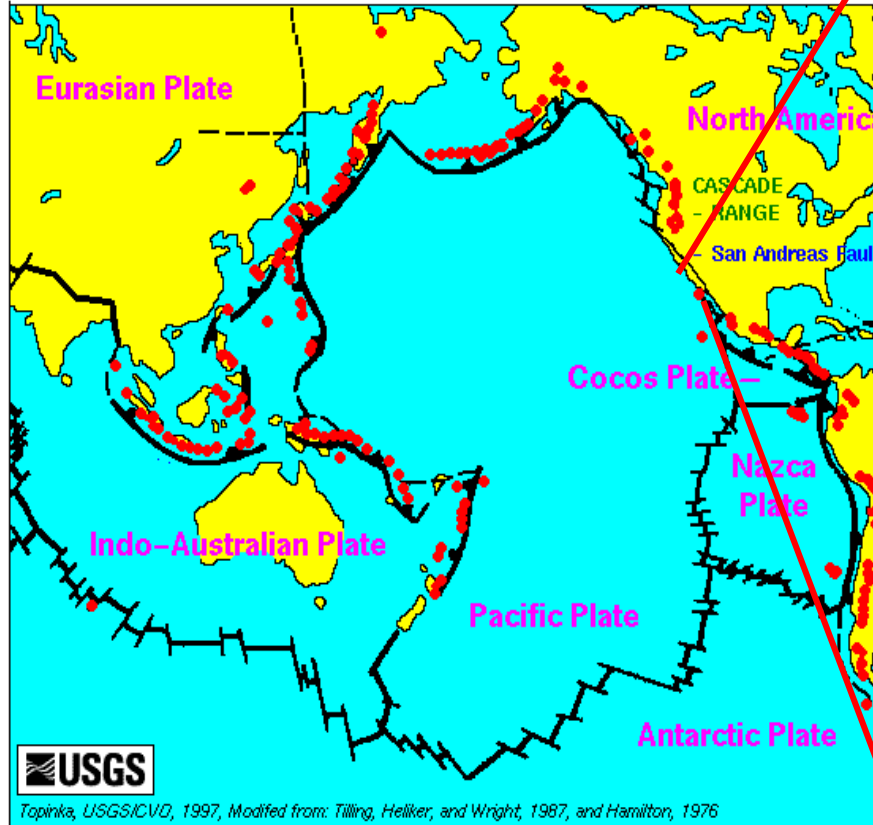 Eurasian Plate
North America
CASCADE
- RANGE
- San Andreas Faul
Cocos Plate—
Nazca
Plate
Indo-Australian Plate
Pacific Plate
Antarctic Plate
USGS
Topinka, USGS/CVO, 1997, Modifed from: Tilling, Heliker, and Wright, 1987, and Hamilton, 1976